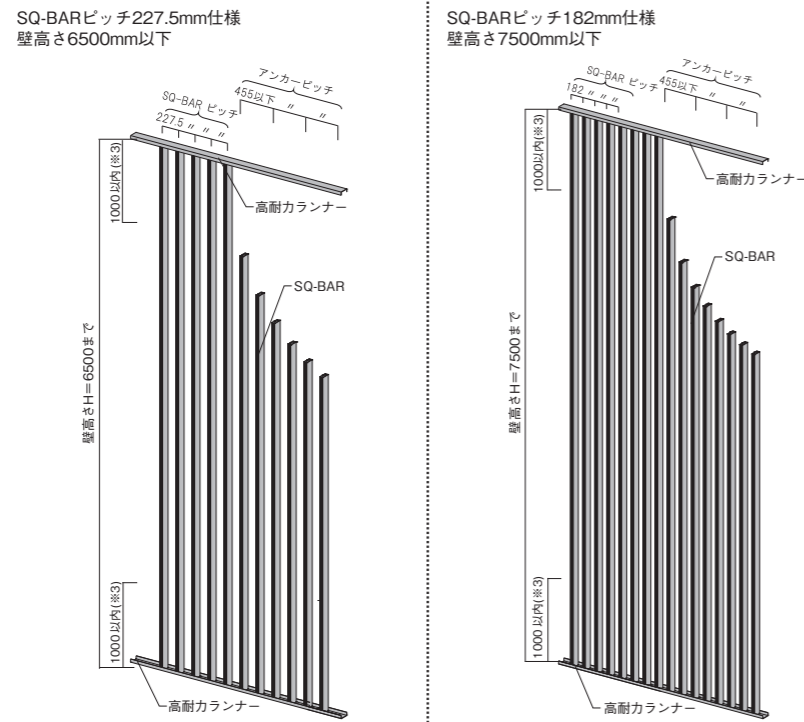 SQ-BARピッチ227.5mm仕様
壁高さ6500mm以下
アンカーピッチ
455以下 〃 〃
SQ-BAR ピッチ
227.5 〃 〃 〃
1000以内(※3)
高耐力ランナー
SQ-BAR
壁高さH=6500まで
1000以内(※3)
高耐力ランナー
SQ-BARピッチ182mm仕様
壁高さ7500mm以下
アンカーピッチ
455以下 〃 〃
SQ-BAR ピッチ
182 〃 〃 〃
1000以内(※3)
高耐力ランナー
SQ-BAR
壁高さH=7500まで
1000 以内(※3)
高耐力ランナー